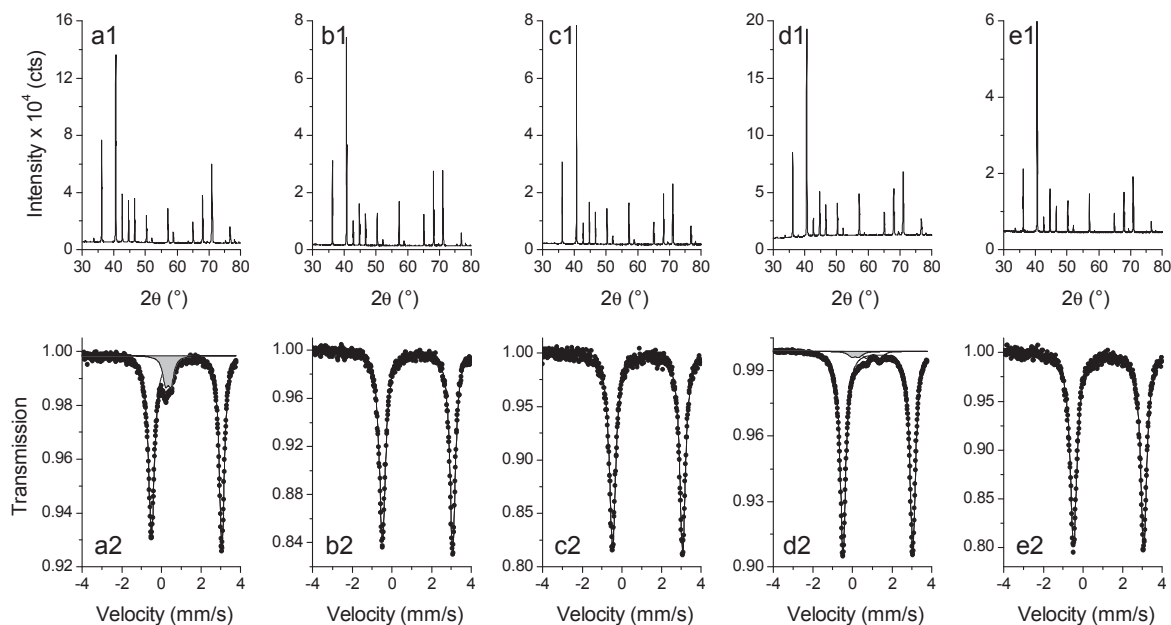 a1 b1 c1 d1 e1
Intensity x 10⁴ (cts)
16 12 8 4 0
8 6 4 2 0
8 6 4 2 0
20 15 10 5 0
6 4 2 0
30 40 50 60 70 80 30 40 50 60 70 80 30 40 50 60 70 80 30 40 50 60 70 80 30 40 50 60 70 80
2θ (°) 2θ (°) 2θ (°) 2θ (°) 2θ (°)
Transmission
1.00 0.98 0.96 0.94 0.92
1.00 0.96 0.92 0.88 0.84
1.00 0.95 0.90 0.85 0.80
0.99 0.96 0.93 0.90
1.00 0.95 0.90 0.85 0.80
a2 b2 c2 d2 e2
-4 -2 0 2 4 -4 -2 0 2 4 -4 -2 0 2 4 -4 -2 0 2 4 -4 -2 0 2 4
Velocity (mm/s) Velocity (mm/s) Velocity (mm/s) Velocity (mm/s) Velocity (mm/s)